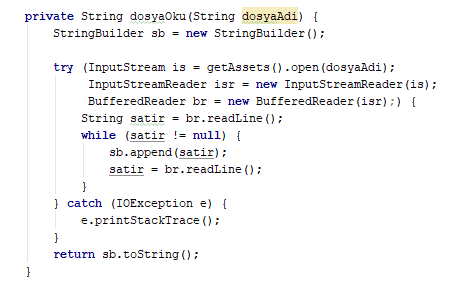 private String dosyaOku(String dosyaAdi) {
    StringBuilder sb = new StringBuilder();

    try (InputStream is = getAssets().open(dosyaAdi);
         InputStreamReader isr = new InputStreamReader(is);
         BufferedReader br = new BufferedReader(isr);) {
        String satir = br.readLine();
        while (satir != null) {
            sb.append(satir);
            satir = br.readLine();
        }
    } catch (IOException e) {
        e.printStackTrace();
    }
    return sb.toString();
}